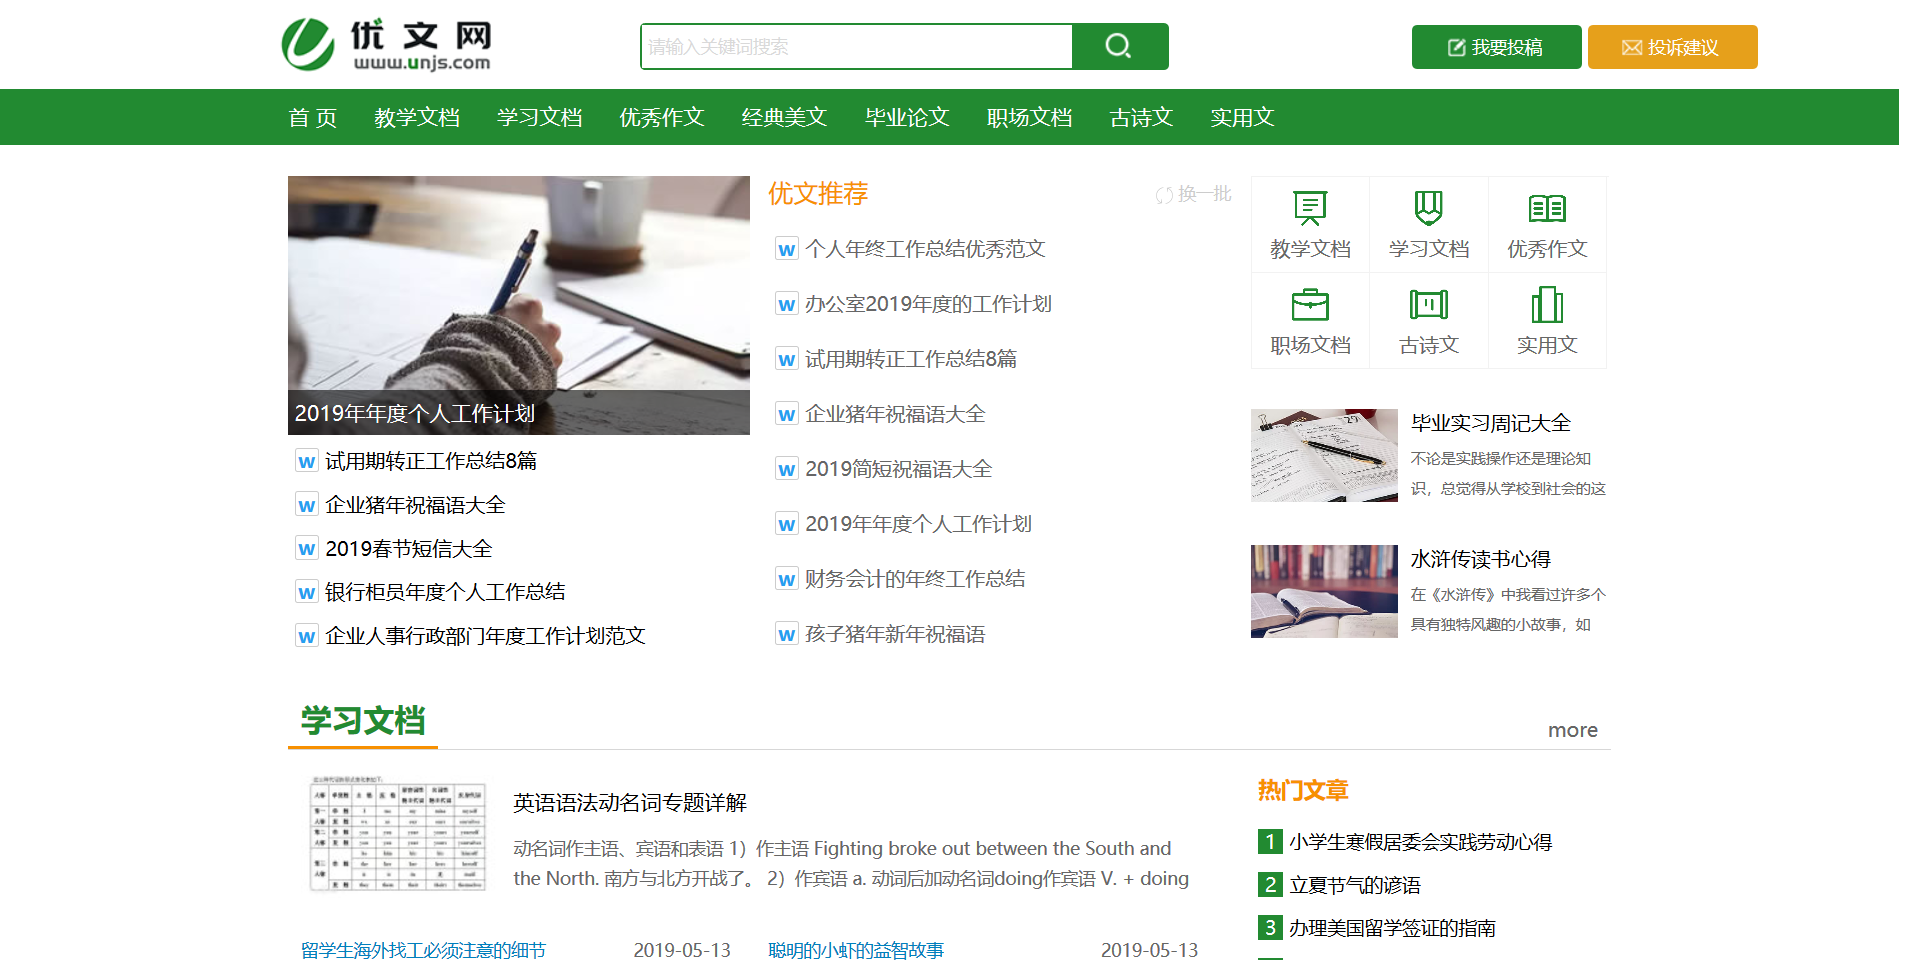 优文网
www.unjs.com
请输入关键词搜索
我要投稿
投诉建议
首 页
教学文档
学习文档
优秀作文
经典美文
毕业论文
职场文档
古诗文
实用文
2019年年度个人工作计划
试用期转正工作总结8篇
企业猪年祝福语大全
2019春节短信大全
银行柜员年度个人工作总结
企业人事行政部门年度工作计划范文
优文推荐
换一批
个人年终工作总结优秀范文
办公室2019年度的工作计划
试用期转正工作总结8篇
企业猪年祝福语大全
2019简短祝福语大全
2019年年度个人工作计划
财务会计的年终工作总结
孩子猪年新年祝福语
教学文档
学习文档
优秀作文
职场文档
古诗文
实用文
毕业实习周记大全
不论是实践操作还是理论知
识，总觉得从学校到社会的这
水浒传读书心得
在《水浒传》中我看过许多个
具有独特风趣的小故事，如
学习文档
more
英语语法动名词专题详解
动名词作主语、宾语和表语 1）作主语 Fighting broke out between the South and
the North. 南方与北方开战了。 2）作宾语 a. 动词后加动名词doing作宾语 V. + doing
留学生海外找工必须注意的细节 2019-05-13
聪明的小虾的益智故事 2019-05-13
热门文章
1 小学生寒假居委会实践劳动心得
2 立夏节气的谚语
3 办理美国留学签证的指南